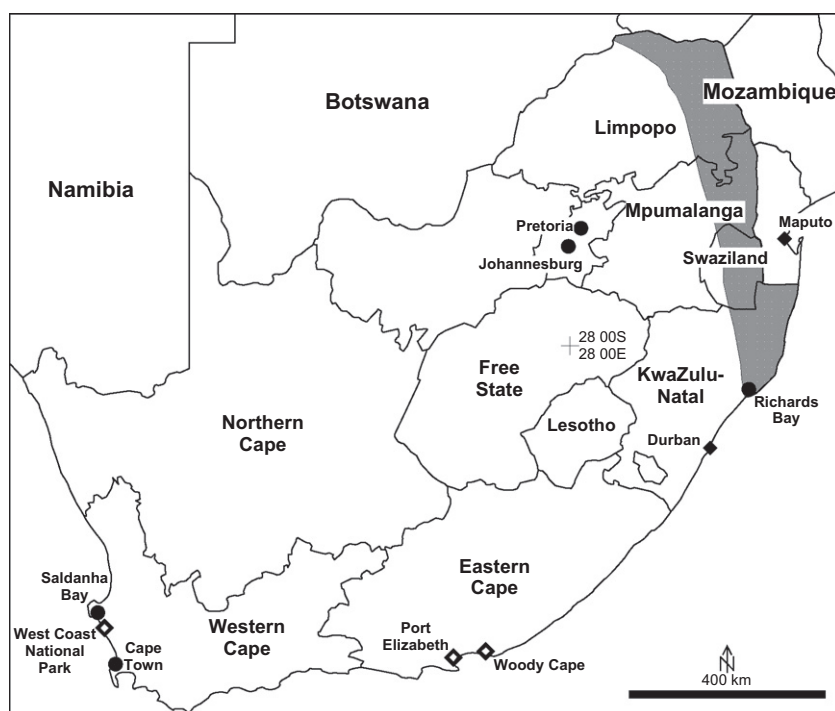 Botswana
Mozambique
Limpopo
Namibia
Mpumalanga
Pretoria
Maputo
Johannesburg
Swaziland
28 00S
28 00E
Free
State
KwaZulu-
Natal
Richards
Bay
Northern
Cape
Lesotho
Durban
Eastern
Cape
Saldanha
Bay
West Coast
National
Park
Cape
Town
Western
Cape
Port
Elizabeth
Woody Cape
N
400 km